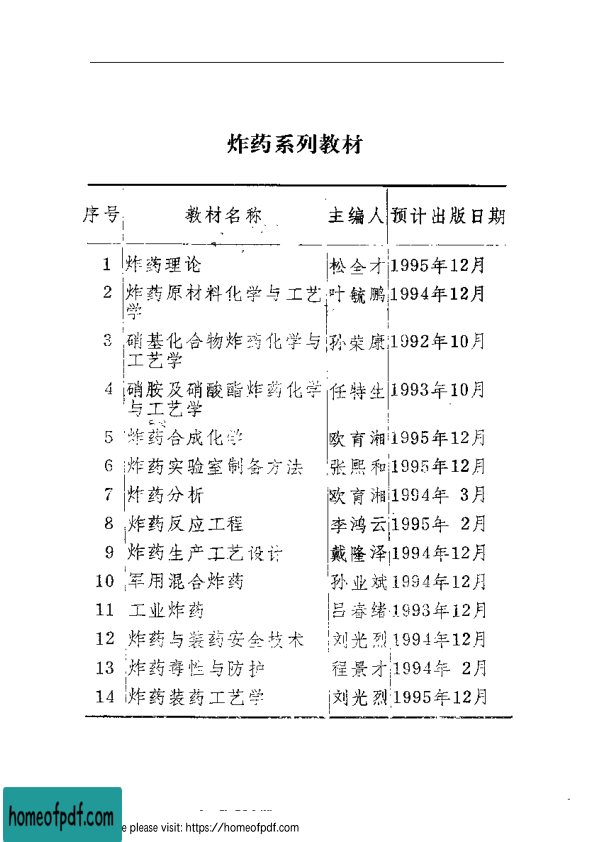 炸药系列教材
序号 教材名称 主编人 预计出版日期
1 炸药理论 松全才 1995年12月
2 炸药原材料化学与工艺 叶毓鹏 1994年12月
学
3 硝基化合物炸药化学与 孙荣康 1992年10月
工艺学
4 硝胺及硝酸酯炸药化学 任特生 1993年10月
与工艺学
5 炸药合成化学 欧育湘 1995年12月
6 炸药实验室制备方法 张熙和 1995年12月
7 炸药分析 欧育湘 1994年 3月
8 炸药反应工程 李鸿云 1995年 2月
9 炸药生产工艺设计 戴隆泽 1994年12月
10 军用混合炸药 孙业斌 1994年12月
11 工业炸药 吕春绪 1993年12月
12 炸药与装药安全技术 刘光烈 1994年12月
13 炸药毒性与防护 程景才 1994年 2月
14 炸药装药工艺学 刘光烈 1995年12月
homeofpdf.com
e please visit: https://homeofpdf.com